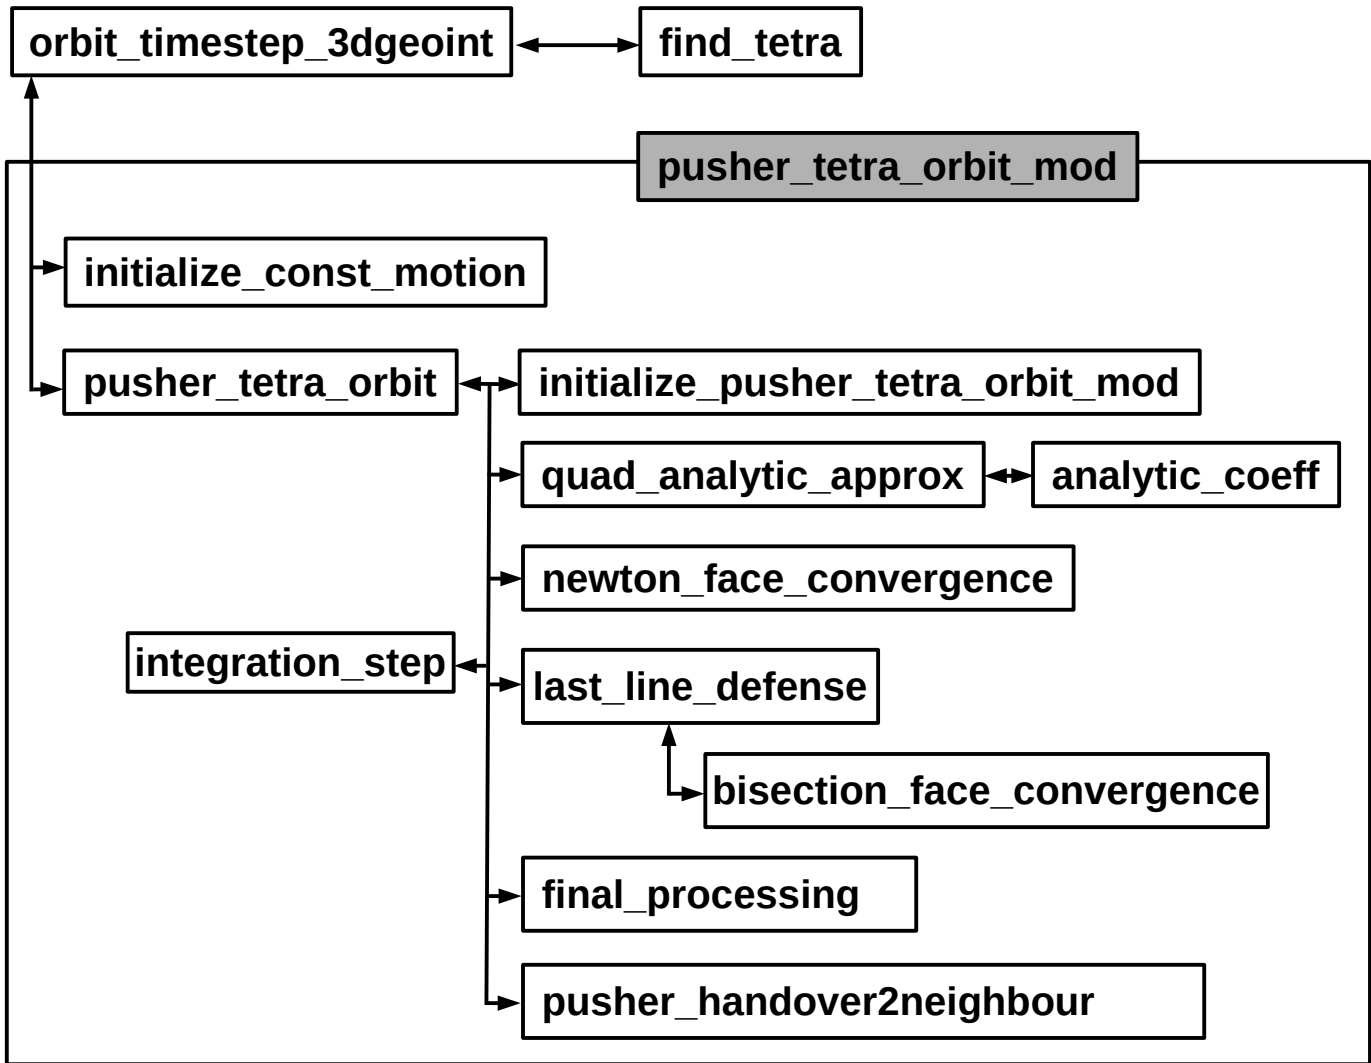 orbit_timestep_3dgeoint
find_tetra
pusher_tetra_orbit_mod
initialize_const_motion
pusher_tetra_orbit
initialize_pusher_tetra_orbit_mod
quad_analytic_approx
analytic_coeff
newton_face_convergence
integration_step
last_line_defense
bisection_face_convergence
final_processing
pusher_handover2neighbour